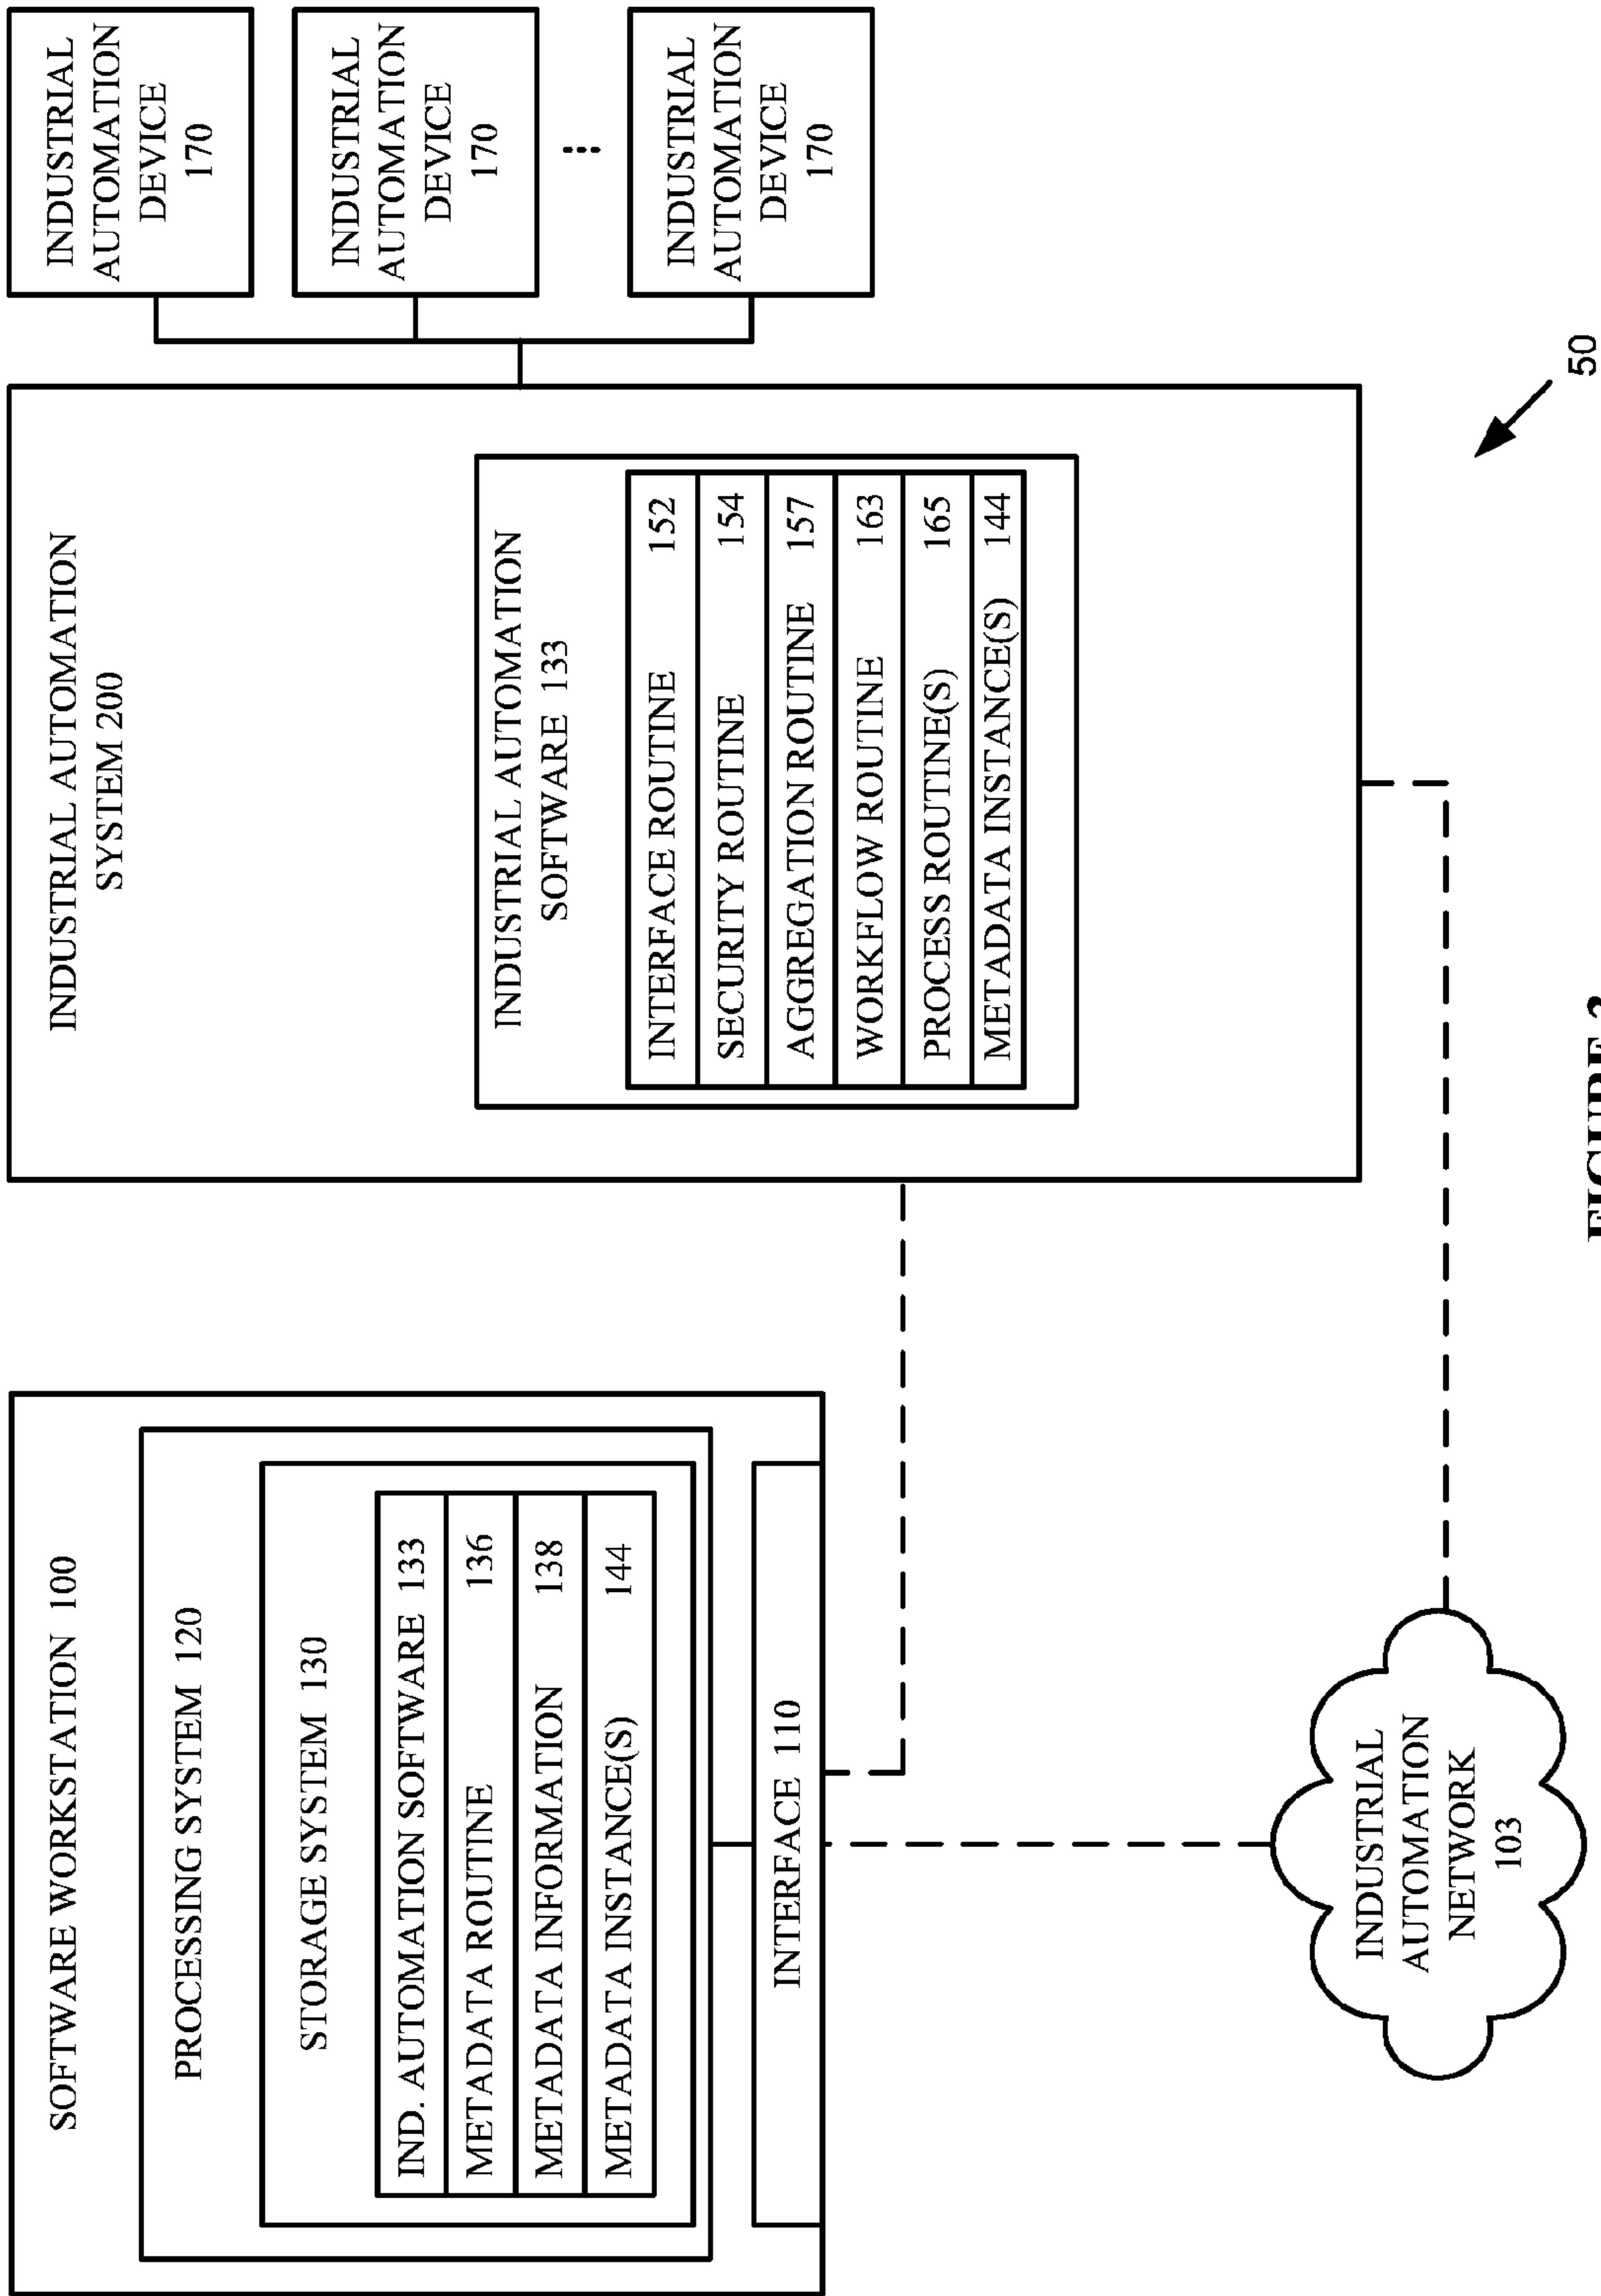 SOFTWARE WORKSTATION 100
PROCESSING SYSTEM 120
STORAGE SYSTEM 130
IND. AUTOMATION SOFTWARE 133
METADATA ROUTINE 136
METADATA INFORMATION 138
METADATA INSTANCE(S) 144
INTERFACE 110
INDUSTRIAL
AUTOMATION
NETWORK
103
INDUSTRIAL AUTOMATION
SYSTEM 200
INDUSTRIAL AUTOMATION
SOFTWARE 133
INTERFACE ROUTINE 152
SECURITY ROUTINE 154
AGGREGATION ROUTINE 157
WORKFLOW ROUTINE 163
PROCESS ROUTINE(S) 165
METADATA INSTANCE(S) 144
INDUSTRIAL
AUTOMATION
DEVICE
170
INDUSTRIAL
AUTOMATION
DEVICE
170
INDUSTRIAL
AUTOMATION
DEVICE
170
50
FIGURE